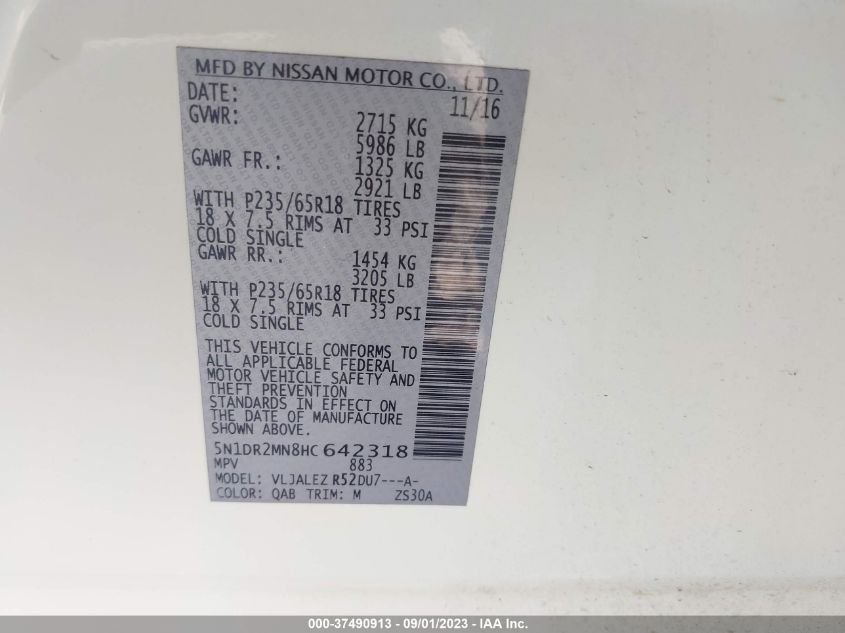 MFD BY NISSAN MOTOR CO., LTD.
DATE: 11/16
GVWR: 2715 KG
5986 LB
GAWR FR.: 1325 KG
2921 LB
WITH P235/65R18 TIRES
18 X 7.5 RIMS AT 33 PSI
COLD SINGLE
GAWR RR.: 1454 KG
3205 LB
WITH P235/65R18 TIRES
18 X 7.5 RIMS AT 33 PSI
COLD SINGLE
THIS VEHICLE CONFORMS TO
ALL APPLICABLE FEDERAL
MOTOR VEHICLE SAFETY AND
THEFT PREVENTION
STANDARDS IN EFFECT ON
THE DATE OF MANUFACTURE
SHOWN ABOVE.
5N1DR2MN8HC 642318
MPV 883
MODEL: VLJALEZ R52DU7---A-
COLOR: QAB TRIM: M ZS30A
000-37490913 - 09/01/2023 - IAA Inc.